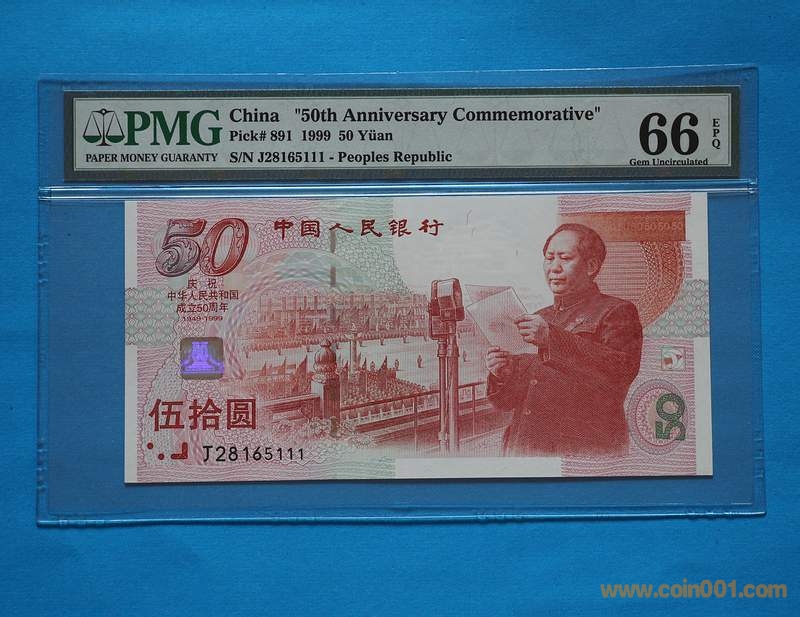 PMG
PAPER MONEY GUARANTY
China "50th Anniversary Commemorative"
Pick# 891 1999 50 Yüan
S/N J28165111 - Peoples Republic
66
EPQ
Gem Uncirculated
50
中国人民银行
庆祝
中华人民共和国
成立50周年
1949-1999
伍拾圆
J28165111
50
www.coin001.com